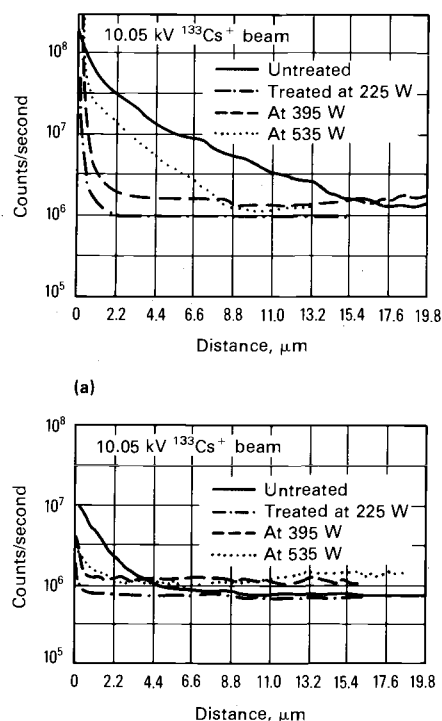 10⁸
10.05 kV ¹³³Cs⁺ beam
Untreated
Treated at 225 W
At 395 W
At 535 W
10⁷
10⁶
10⁵
Counts/second
0 2.2 4.4 6.6 8.8 11.0 13.2 15.4 17.6 19.8
Distance, μm
(a)
10⁸
10.05 kV ¹³³Cs⁺ beam
Untreated
Treated at 225 W
At 395 W
At 535 W
10⁷
10⁶
10⁵
Counts/second
0 2.2 4.4 6.6 8.8 11.0 13.2 15.4 17.6 19.8
Distance, μm